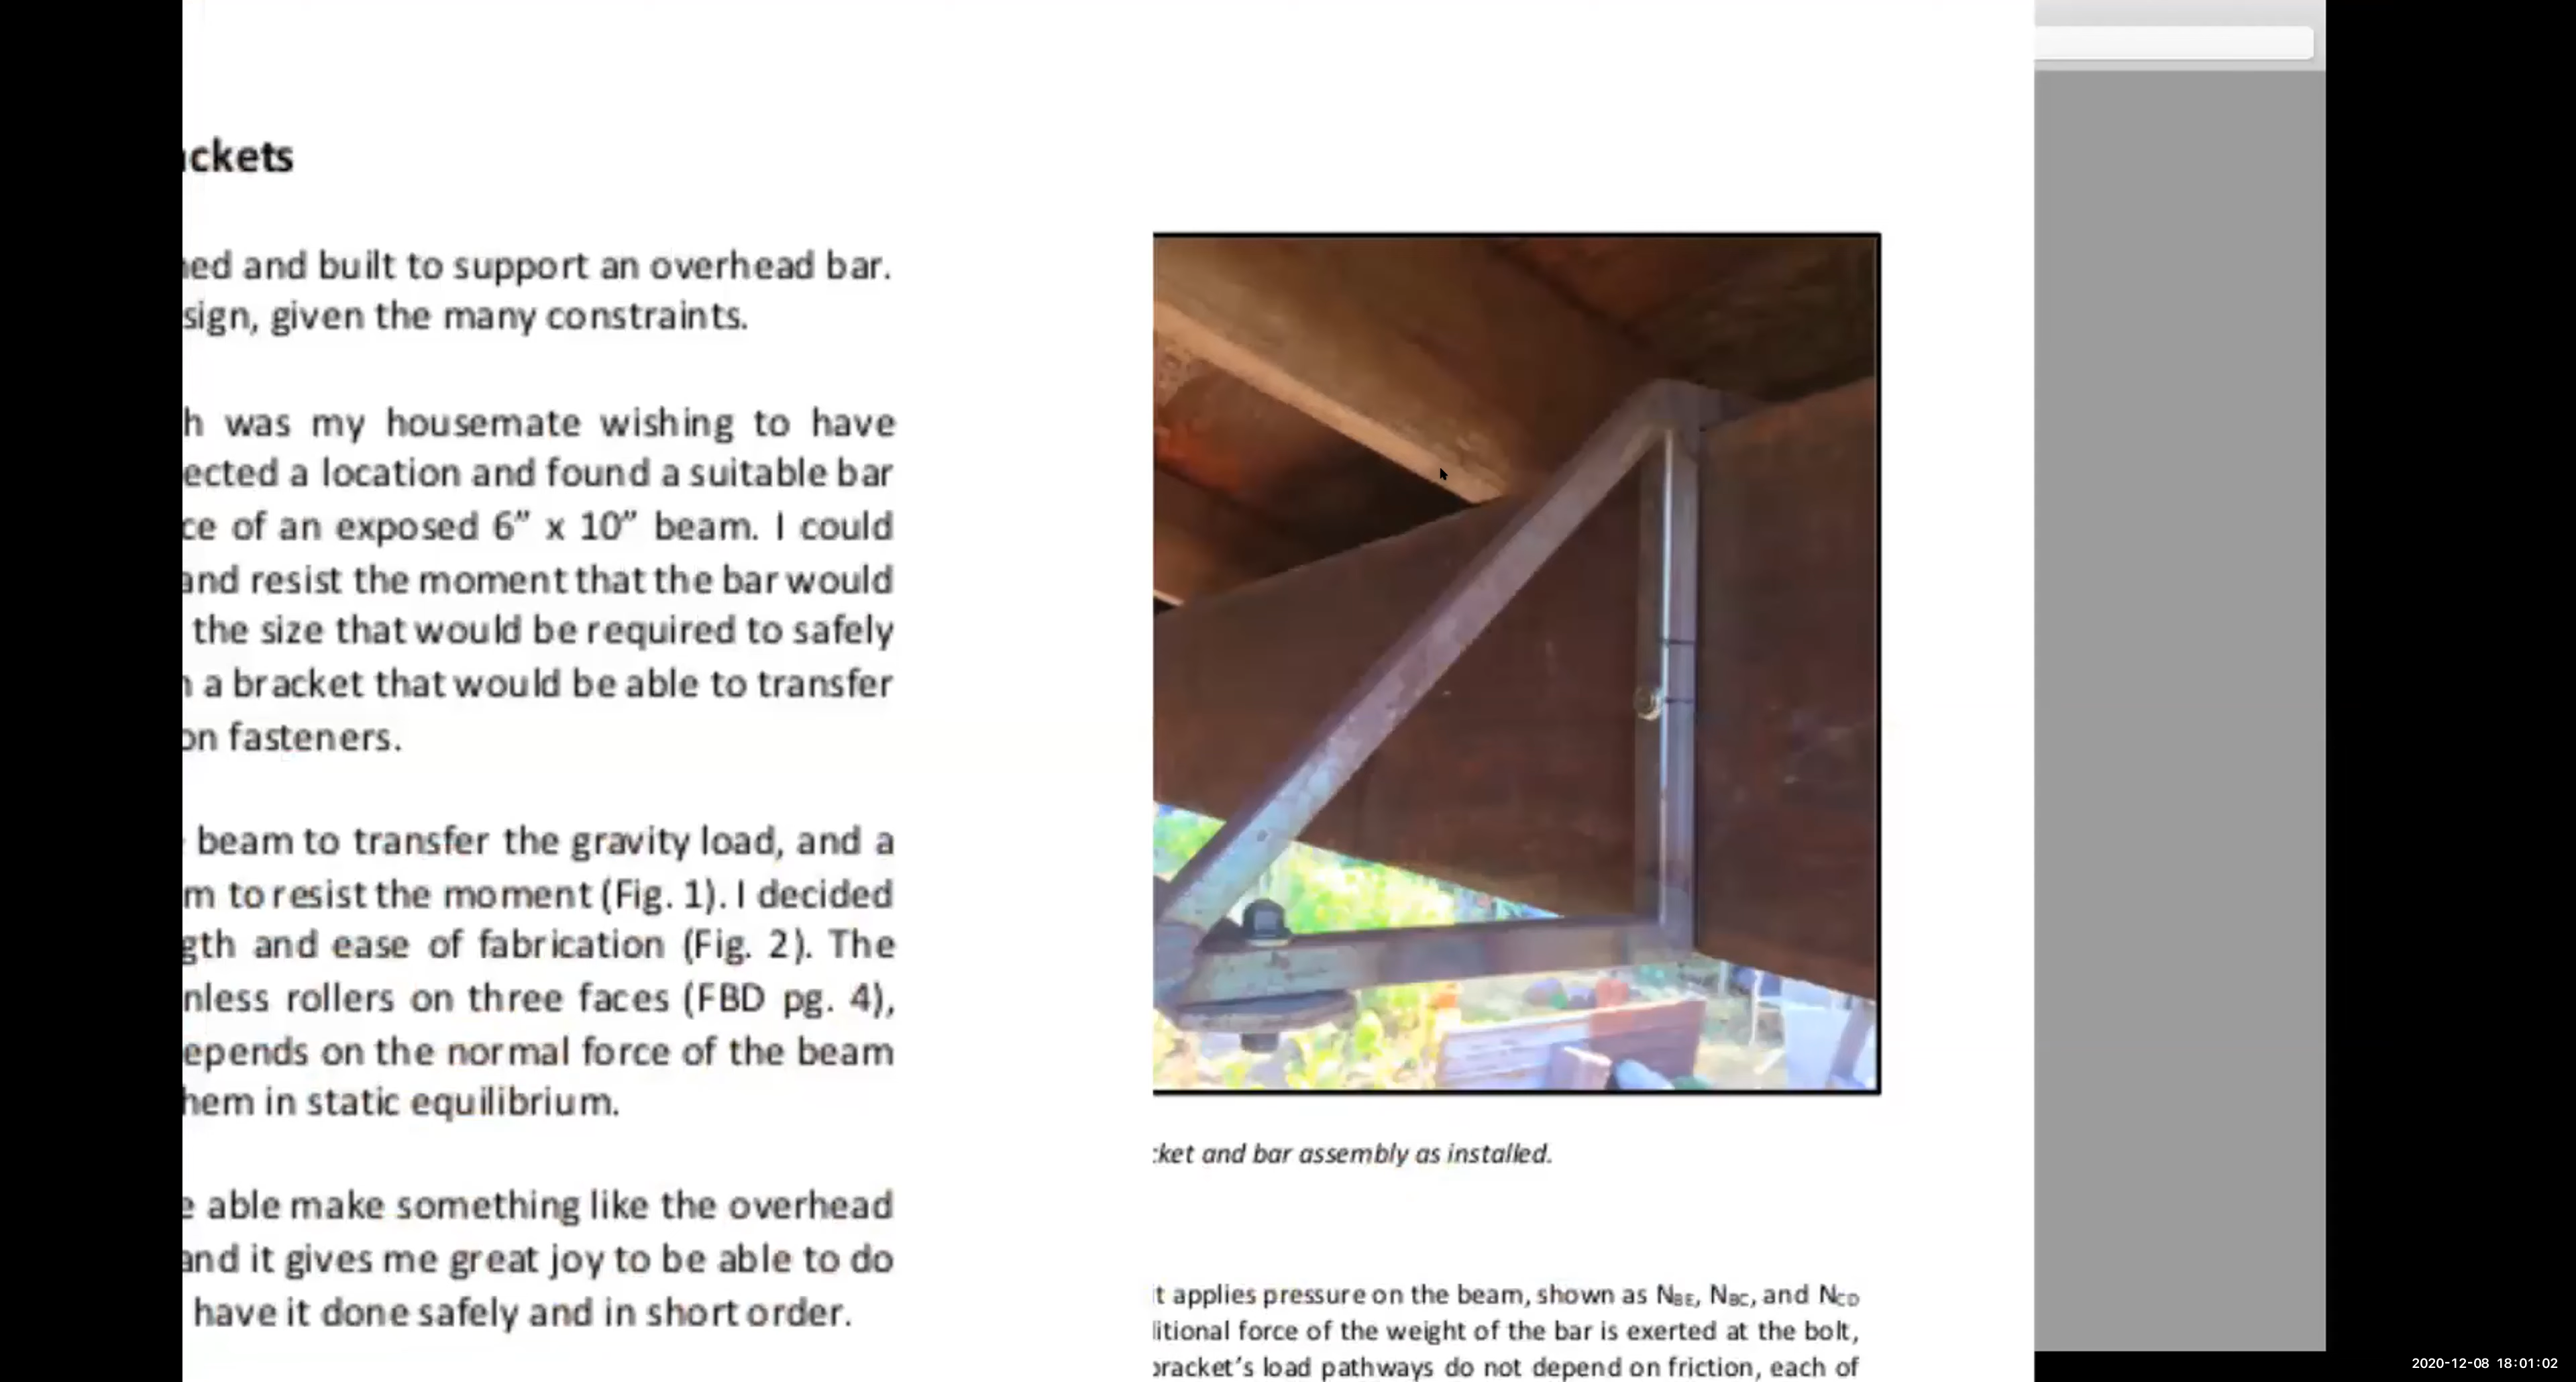 ckets
ed and built to support an overhead bar.
sign, given the many constraints.
h was my housemate wishing to have
ected a location and found a suitable bar
ce of an exposed 6” x 10” beam. I could
and resist the moment that the bar would
the size that would be required to safely
a bracket that would be able to transfer
on fasteners.
beam to transfer the gravity load, and a
m to resist the moment (Fig. 1). I decided
gth and ease of fabrication (Fig. 2). The
nless rollers on three faces (FBD pg. 4),
epends on the normal force of the beam
hem in static equilibrium.
e able make something like the overhead
and it gives me great joy to be able to do
have it done safely and in short order.
cket and bar assembly as installed.
it applies pressure on the beam, shown as NBE, NBC, and NCD
litional force of the weight of the bar is exerted at the bolt,
bracket’s load pathways do not depend on friction, each of
2020-12-08 18:01:02